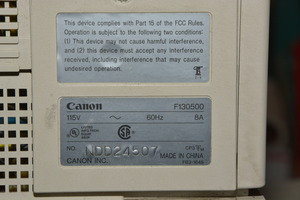 This device complies with Part 15 of the FCC Rules.
Operation is subject to the following two conditions:
(1) This device may not cause harmful interference,
and (2) this device must accept any interference
received, including interference that may cause
undesired operation.
Canon F130500
115V ~ 60Hz 8A
No. NDD24507
CANON INC. MADE IN CHINA